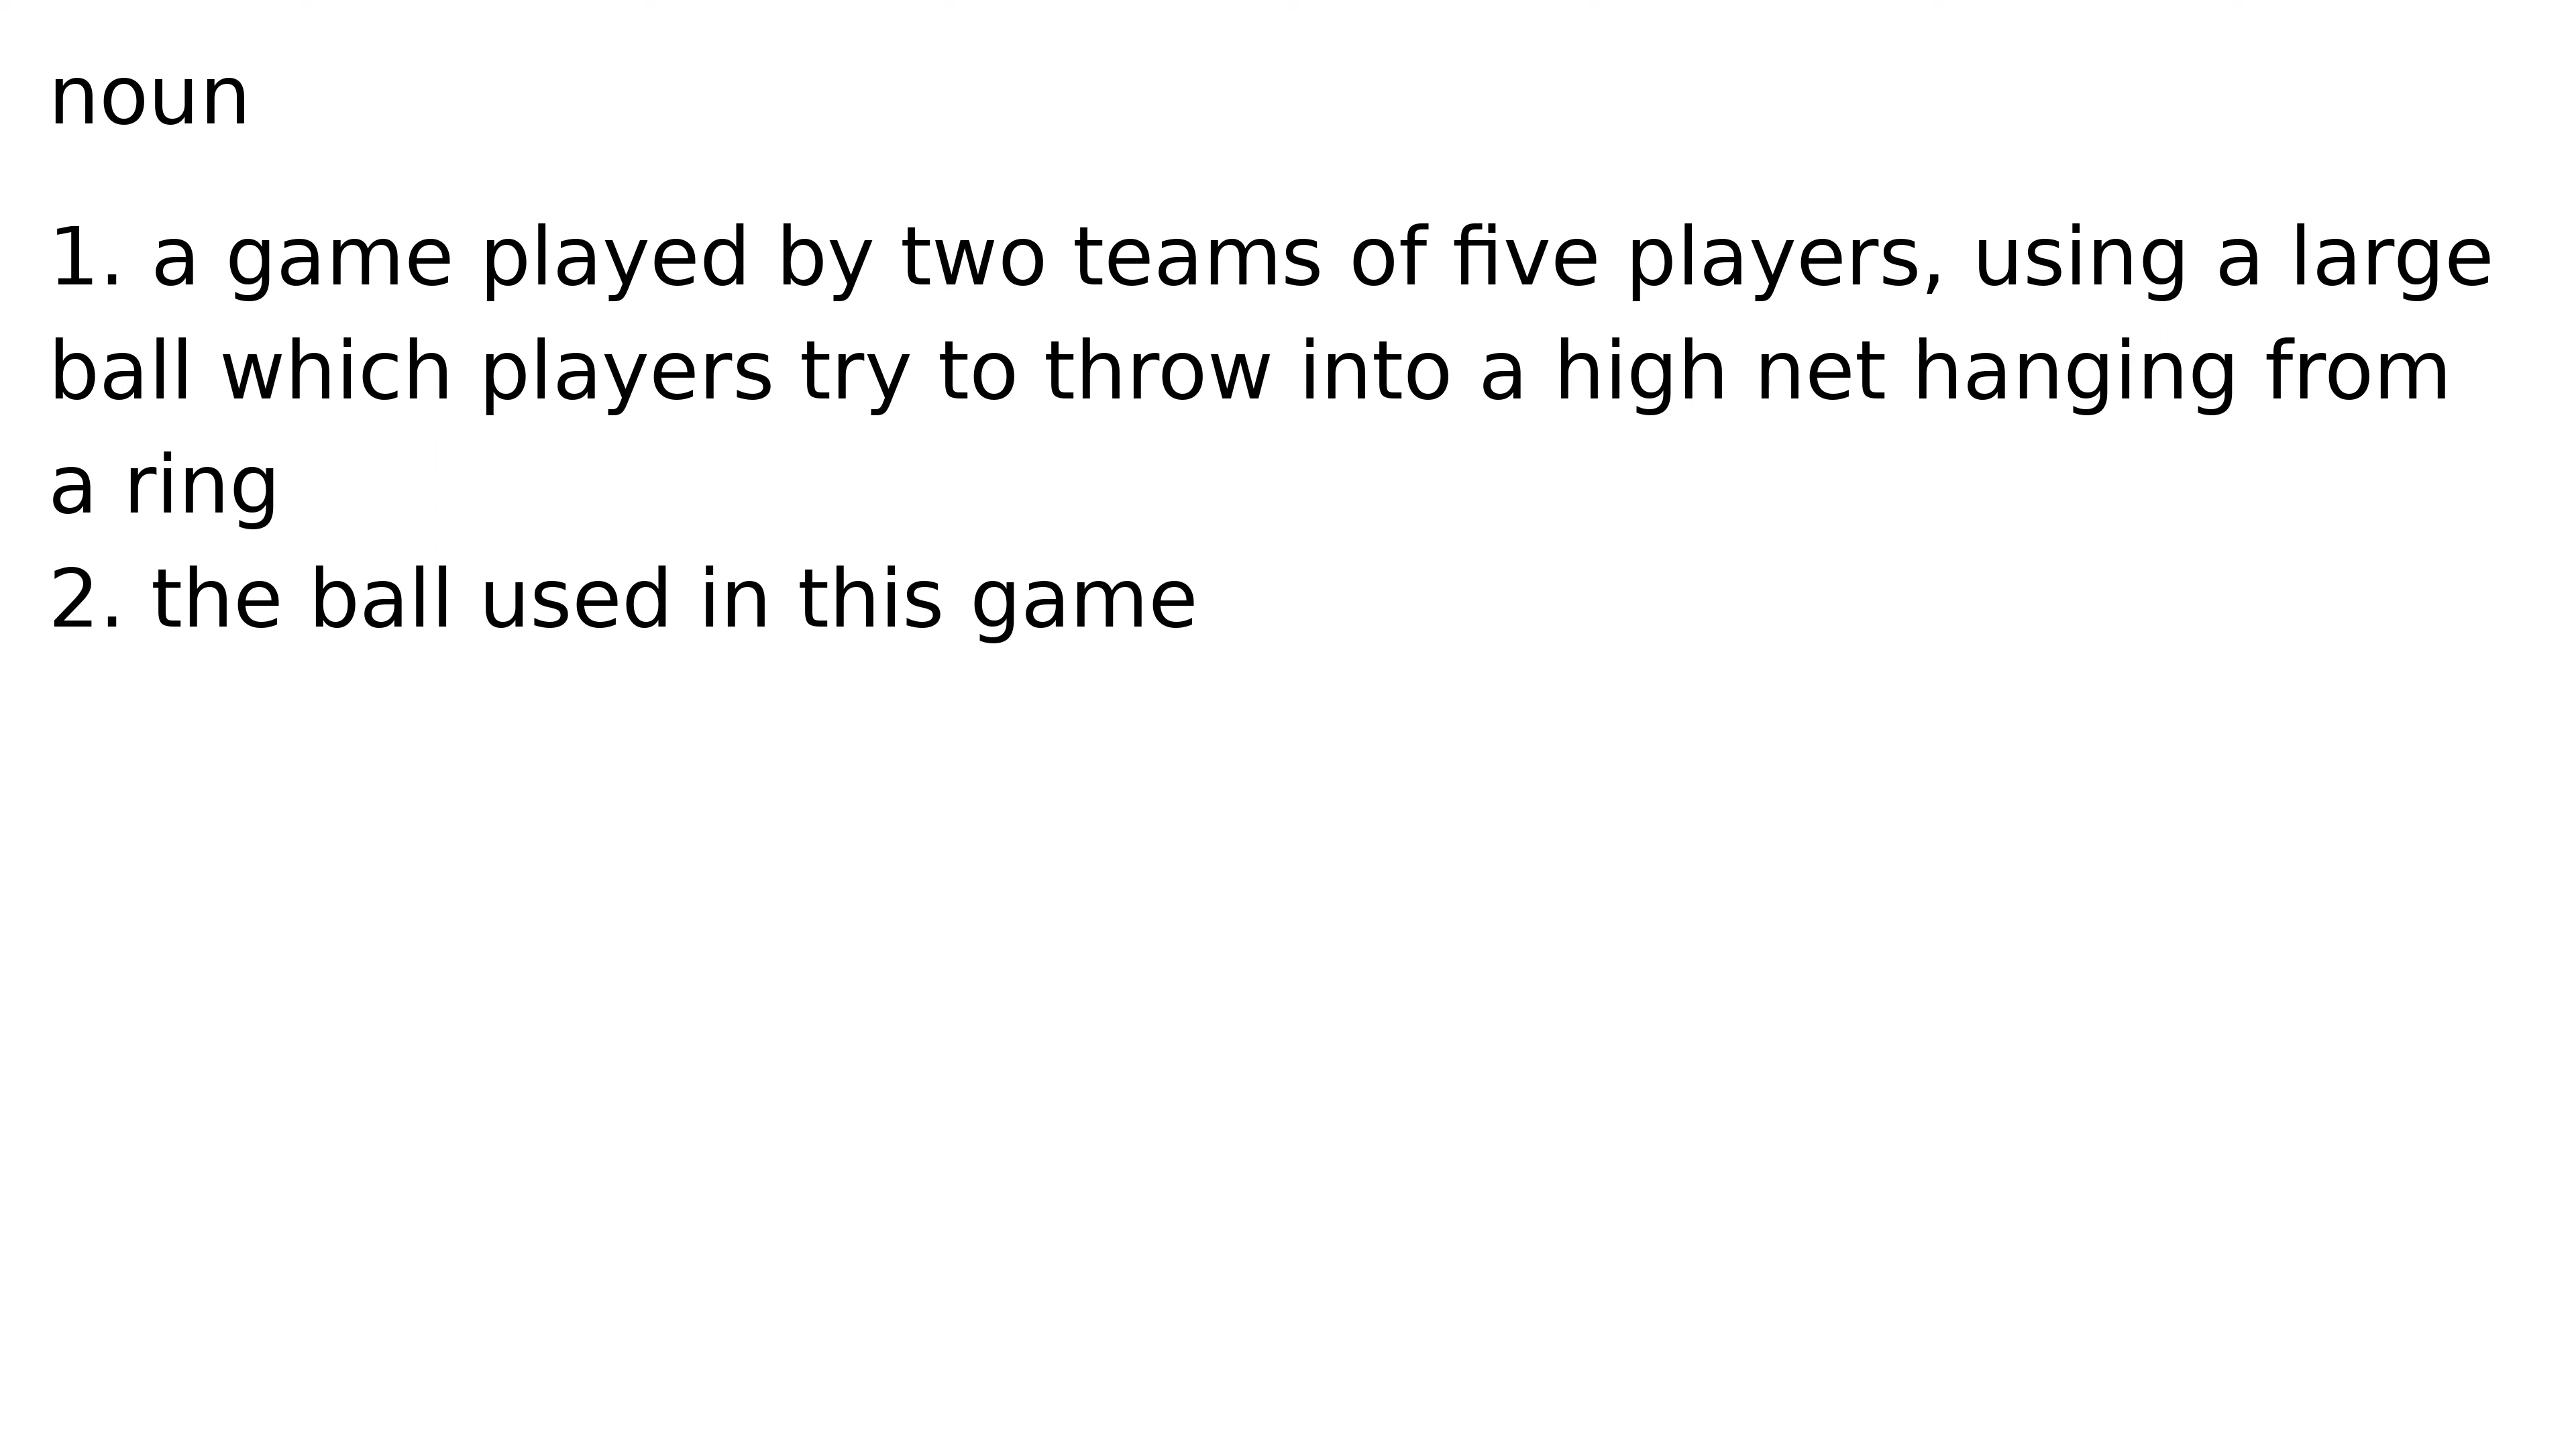 noun
1. a game played by two teams of five players, using a large
ball which players try to throw into a high net hanging from
a ring
2. the ball used in this game